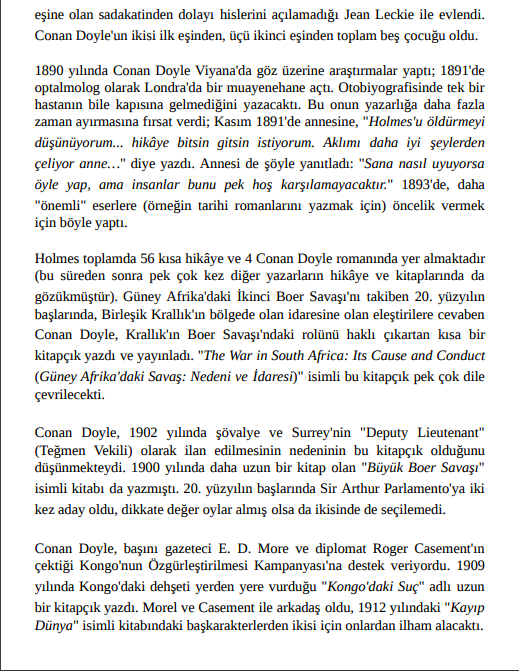 eşine olan sadakatinden dolayı hislerini açılamadığı Jean Leckie ile evlendi.
Conan Doyle'un ikisi ilk eşinden, üçü ikinci eşinden toplam beş çocuğu oldu.
1890 yılında Conan Doyle Viyana'da göz üzerine araştırmalar yaptı; 1891'de
optalmolog olarak Londra'da bir muayenehane açtı. Otobiyografisinde tek bir
hastanın bile kapısına gelmediğini yazacaktı. Bu onun yazarlığa daha fazla
zaman ayırmasına fırsat verdi; Kasım 1891'de annesine, "Holmes'u öldürmeyi
düşünüyorum... hikâye bitsin gitsin istiyorum. Aklımı daha iyi şeylerden
çeliyor anne…" diye yazdı. Annesi de şöyle yanıtladı: "Sana nasıl uyuyorsa
öyle yap, ama insanlar bunu pek hoş karşılamayacaktır." 1893'de, daha
"önemli" eserlere (örneğin tarihi romanlarını yazmak için) öncelik vermek
için böyle yaptı.
Holmes toplamda 56 kısa hikâye ve 4 Conan Doyle romanında yer almaktadır
(bu süreden sonra pek çok kez diğer yazarların hikâye ve kitaplarında da
gözükmüştür). Güney Afrika'daki İkinci Boer Savaşı'nı takiben 20. yüzyılın
başlarında, Birleşik Krallık'ın bölgede olan idaresine olan eleştirilere cevaben
Conan Doyle, Krallık'ın Boer Savaşı'ndaki rolünü haklı çıkartan kısa bir
kitapçık yazdı ve yayınladı. "The War in South Africa: Its Cause and Conduct
(Güney Afrika'daki Savaş: Nedeni ve İdaresi)" isimli bu kitapçık pek çok dile
çevrilecekti.
Conan Doyle, 1902 yılında şövalye ve Surrey'nin "Deputy Lieutenant"
(Teğmen Vekili) olarak ilan edilmesinin nedeninin bu kitapçık olduğunu
düşünmekteydi. 1900 yılında daha uzun bir kitap olan "Büyük Boer Savaşı"
isimli kitabı da yazmıştı. 20. yüzyılın başlarında Sir Arthur Parlamento'ya iki
kez aday oldu, dikkate değer oylar almış olsa da ikisinde de seçilemedi.
Conan Doyle, başını gazeteci E. D. More ve diplomat Roger Casement'ın
çektiği Kongo'nun Özgürleştirilmesi Kampanyası'na destek veriyordu. 1909
yılında Kongo'daki dehşeti yerden yere vurduğu "Kongo'daki Suç" adlı uzun
bir kitapçık yazdı. Morel ve Casement ile arkadaş oldu, 1912 yılındaki "Kayıp
Dünya" isimli kitabındaki başkarakterlerden ikisi için onlardan ilham alacaktı.